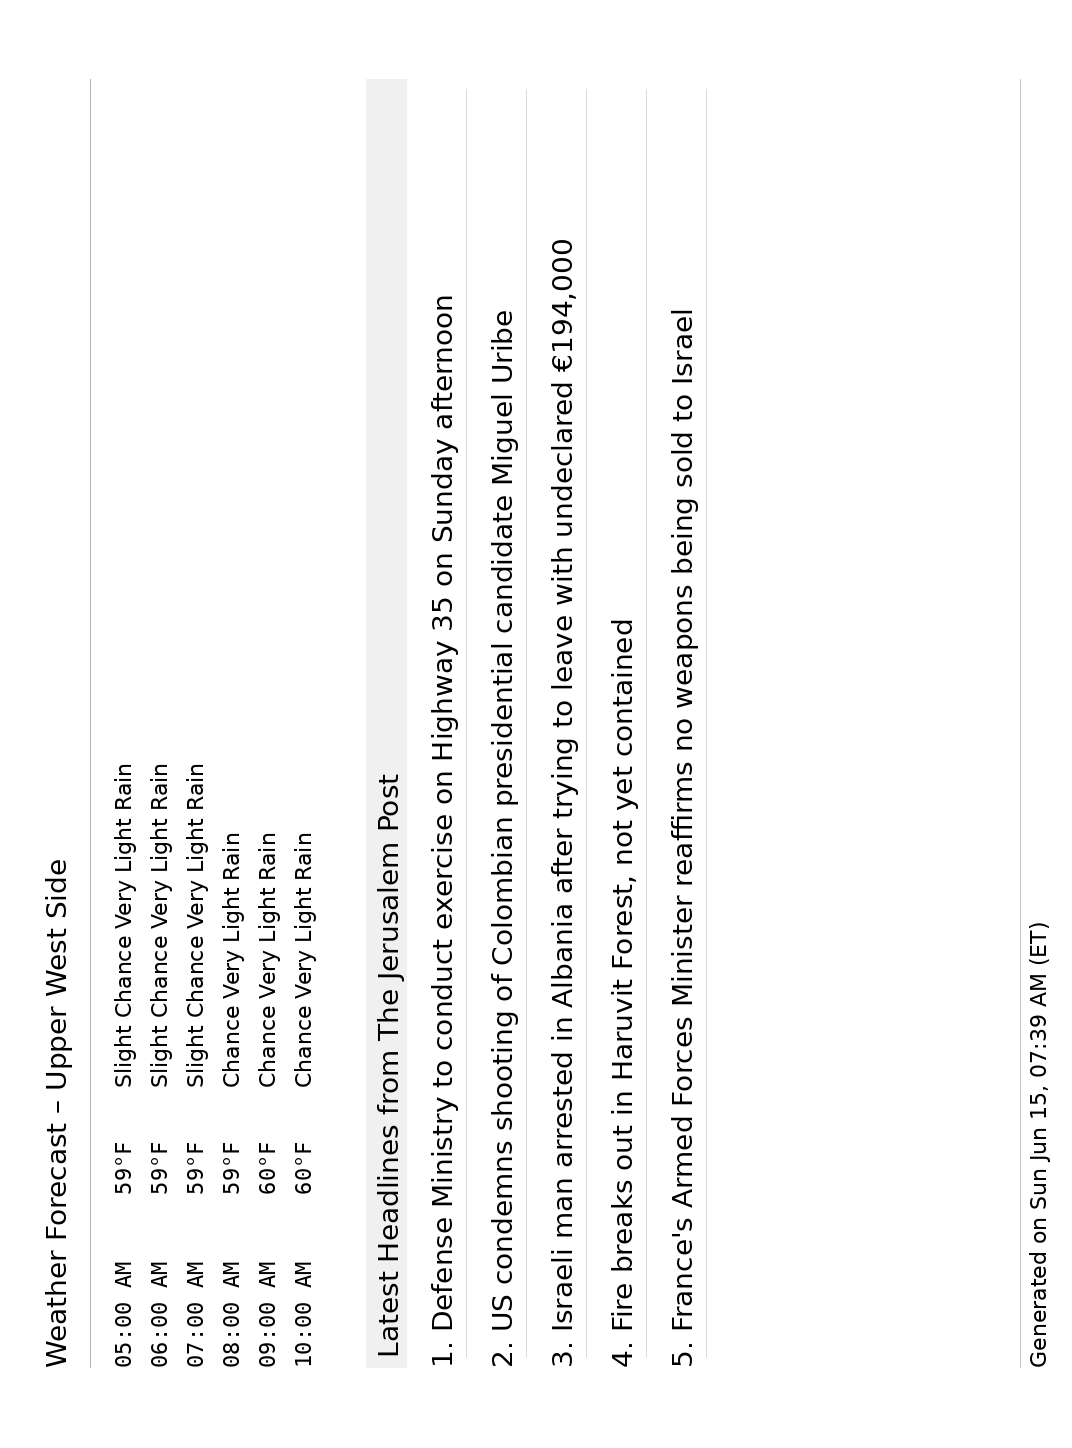 Weather Forecast – Upper West Side
05:00 AM 59°F Slight Chance Very Light Rain
06:00 AM 59°F Slight Chance Very Light Rain
07:00 AM 59°F Slight Chance Very Light Rain
08:00 AM 59°F Chance Very Light Rain
09:00 AM 60°F Chance Very Light Rain
10:00 AM 60°F Chance Very Light Rain
Latest Headlines from The Jerusalem Post
1. Defense Ministry to conduct exercise on Highway 35 on Sunday afternoon
2. US condemns shooting of Colombian presidential candidate Miguel Uribe
3. Israeli man arrested in Albania after trying to leave with undeclared €194,000
4. Fire breaks out in Haruvit Forest, not yet contained
5. France's Armed Forces Minister reaffirms no weapons being sold to Israel
Generated on Sun Jun 15, 07:39 AM (ET)